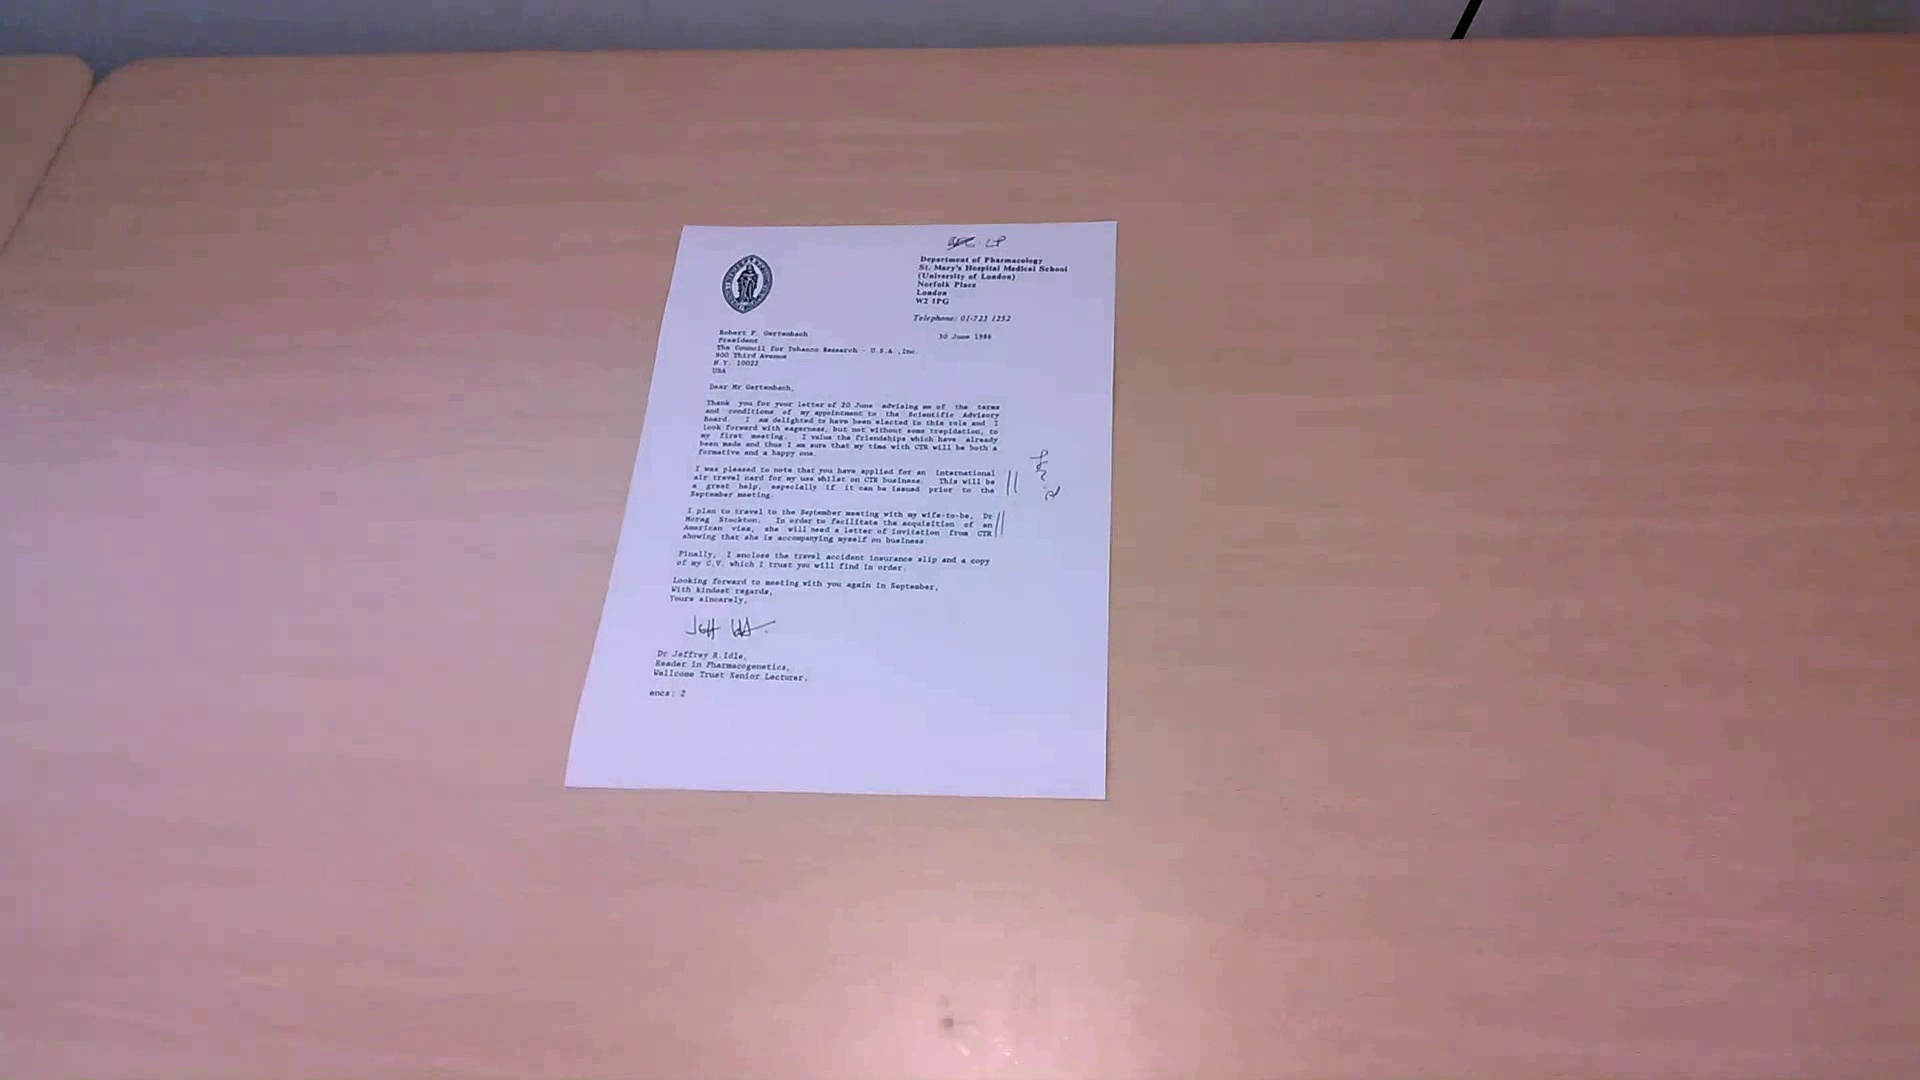 LP
Department of Pharmacology
St. Mary's Hospital Medical School
(University of London)
Norfolk Place
London
W2 1PG
Telephone: 01-723 1252
30 June 1986
Robert F. Gertenbach
President
The Council for Tobacco Research - U.S.A.,Inc.
900 Third Avenue
N.Y. 10022
USA
Dear Mr Gertenbach,
Thank you for your letter of 20 June advising me of the terms
and conditions of my appointment to the Scientific Advisory
Board. I am delighted to have been elected in this role and I
look forward with eagerness, but not without some trepidation, to
my first meeting. I value the friendships which have already
been made and thus I am sure that my time with CTR will be both a
formative and a happy one.
I was pleased to note that you have applied for an international
air travel card for my use whilst on CTR business. This will be
a great help, especially if it can be issued prior to the
September meeting.
I plan to travel to the September meeting with my wife-to-be, Dr
Morag Stockton. In order to facilitate the acquisition of an
American visa, she will need a letter of invitation from CTR
showing that she is accompanying myself on business
Finally, I enclose the travel accident insurance slip and a copy
of my C.V. which I trust you will find in order.
Looking forward to meeting with you again in September,
With kindest regards,
Yours sincerely,
Dr Jeffrey R.Idle,
Reader in Pharmacogenetics,
Wellcome Trust Senior Lecturer.
encs: 2